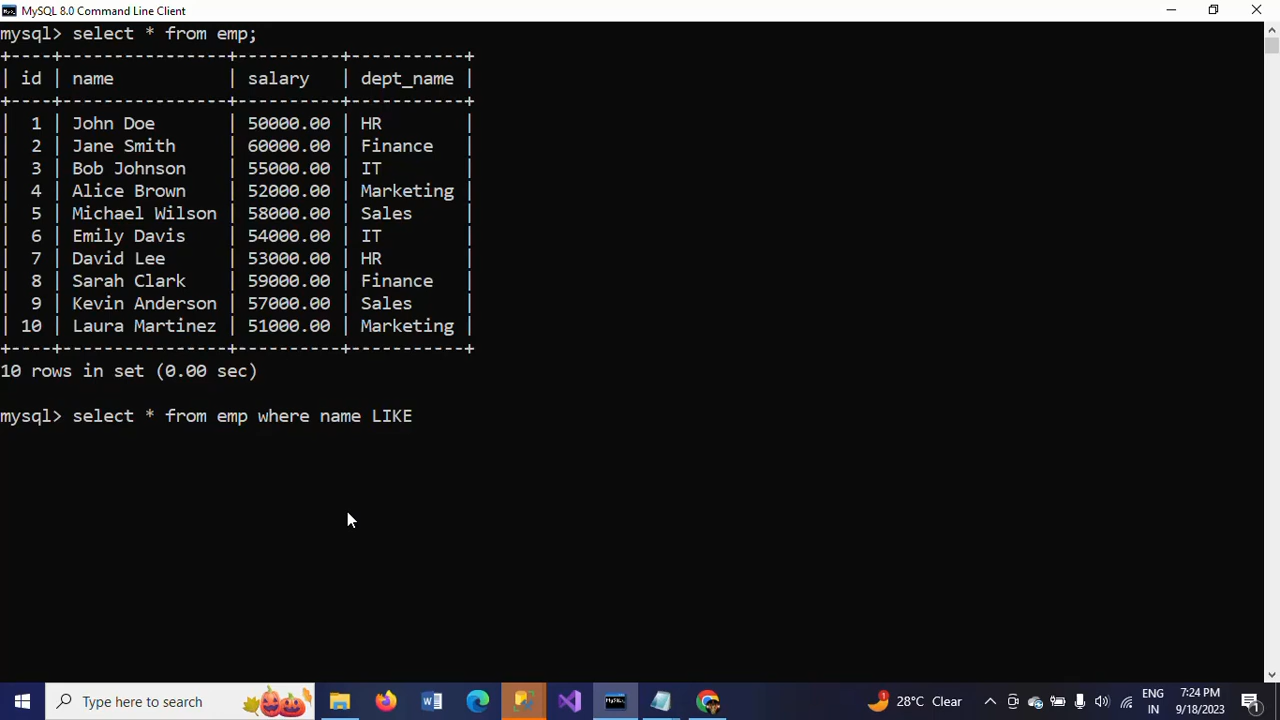 MySQL 8.0 Command Line Client
mysql> select * from emp;
+----+----------------+----------+-----------+
| id | name           | salary   | dept_name |
+----+----------------+----------+-----------+
|  1 | John Doe       | 50000.00 | HR        |
|  2 | Jane Smith     | 60000.00 | Finance   |
|  3 | Bob Johnson    | 55000.00 | IT        |
|  4 | Alice Brown    | 52000.00 | Marketing |
|  5 | Michael Wilson | 58000.00 | Sales     |
|  6 | Emily Davis    | 54000.00 | IT        |
|  7 | David Lee      | 53000.00 | HR        |
|  8 | Sarah Clark    | 59000.00 | Finance   |
|  9 | Kevin Anderson | 57000.00 | Sales     |
| 10 | Laura Martinez | 51000.00 | Marketing |
+----+----------------+----------+-----------+
10 rows in set (0.00 sec)
mysql> select * from emp where name LIKE
Type here to search
1
28°C Clear
ENG
IN
7:24 PM
9/18/2023
1